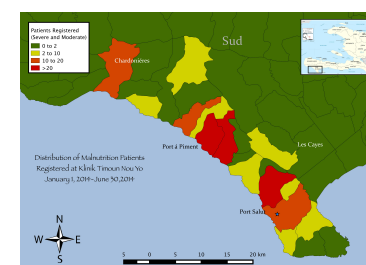 Patients Registered
(Severe and Moderate)
0 to 2
2 to 10
10 to 20
>20
Sud
Chardonières
Port à Piment
Les Cayes
Distribution of Malnutrition Patients
Registered at Klinik Timoun Nou Yo
January 1, 2014–June 30, 2014
Port Salut
N
W E
S
5 0 5 10 15 20 km